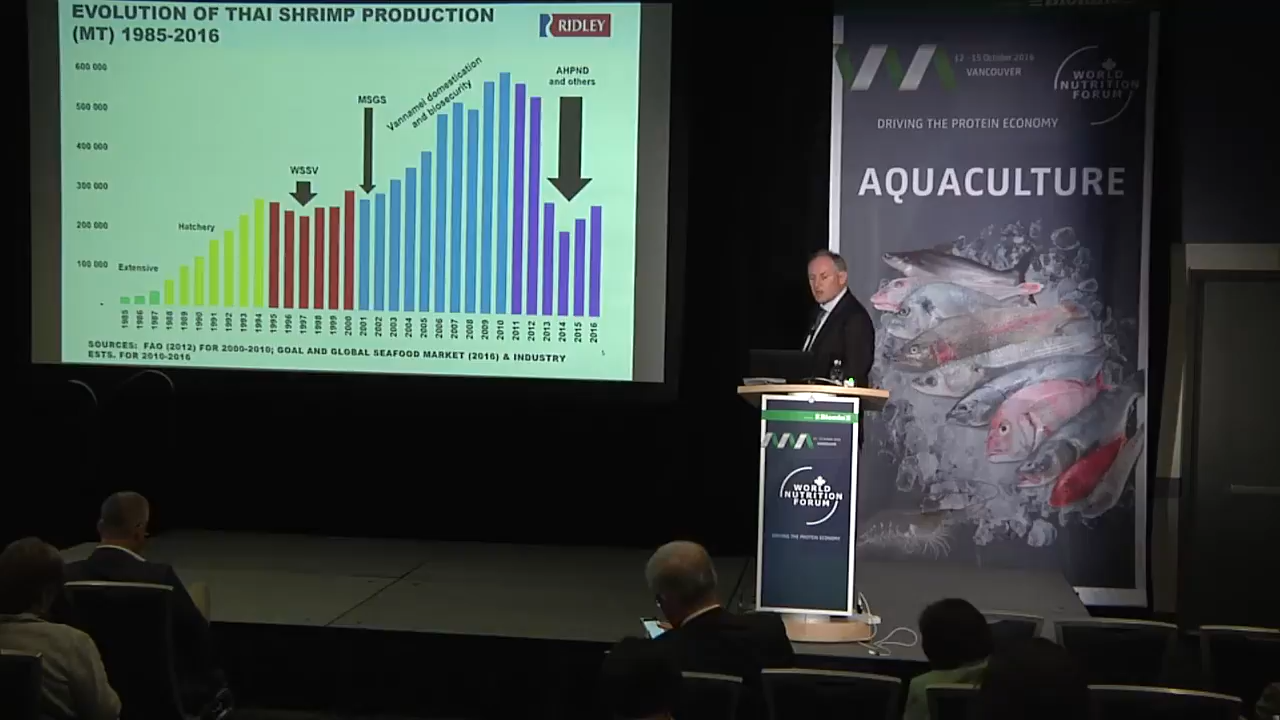 EVOLUTION OF THAI SHRIMP PRODUCTION
(MT) 1985-2016
RIDLEY
600 000
500 000
400 000
300 000
200 000
100 000
-
Extensive
Hatchery
WSSV
MSGS
Vannamei domestication
and biosecurity
AHPND
and others
1985
1986
1987
1988
1989
1990
1991
1992
1993
1994
1995
1996
1997
1998
1999
2000
2001
2002
2003
2004
2005
2006
2007
2008
2009
2010
2011
2012
2013
2014
2015
2016
SOURCES: FAO (2012) FOR 2000-2010; GOAL AND GLOBAL SEAFOOD MARKET (2016) & INDUSTRY
ESTS. FOR 2010-2016
12 - 15 October 2016
VANCOUVER
WORLD
NUTRITION
FORUM
DRIVING THE PROTEIN ECONOMY
AQUACULTURE
VANCOUVER
WORLD
NUTRITION
FORUM
DRIVING THE PROTEIN ECONOMY